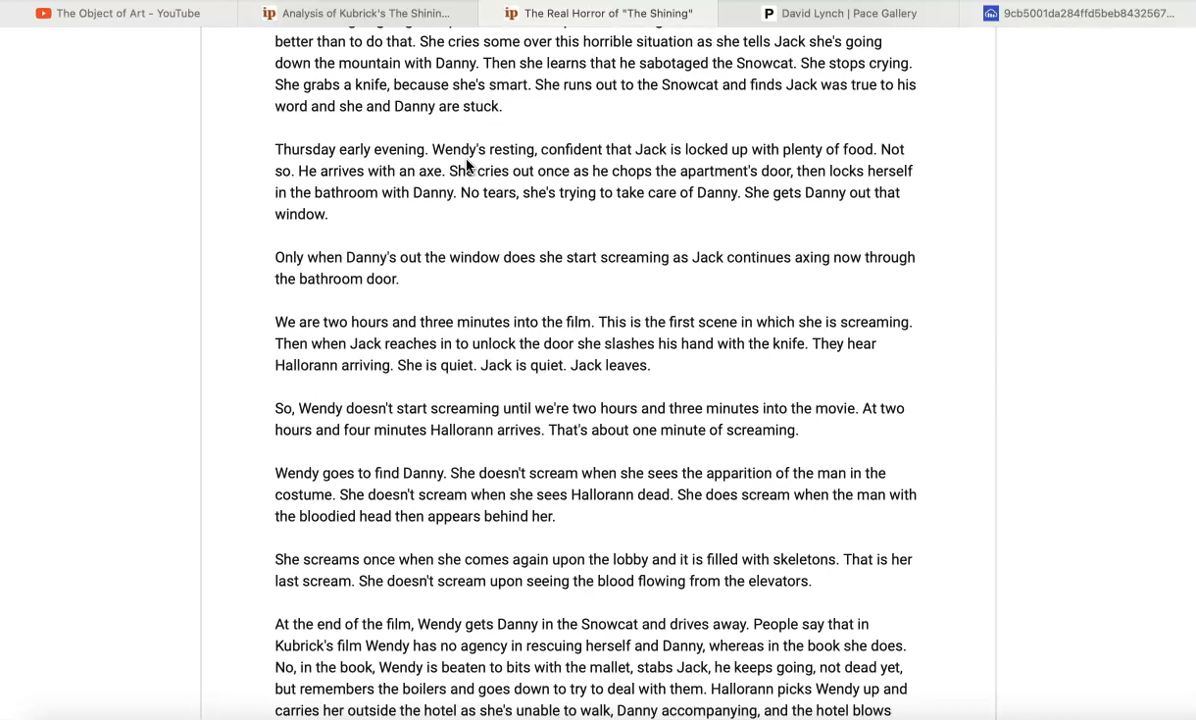 The Object of Art - YouTube
ip Analysis of Kubrick's The Shinin...
ip The Real Horror of "The Shining"
P David Lynch | Pace Gallery
9cb5001da284ffd5beb8432567...
better than to do that. She cries some over this horrible situation as she tells Jack she's going
down the mountain with Danny. Then she learns that he sabotaged the Snowcat. She stops crying.
She grabs a knife, because she's smart. She runs out to the Snowcat and finds Jack was true to his
word and she and Danny are stuck.
Thursday early evening. Wendy's resting, confident that Jack is locked up with plenty of food. Not
so. He arrives with an axe. She cries out once as he chops the apartment's door, then locks herself
in the bathroom with Danny. No tears, she's trying to take care of Danny. She gets Danny out that
window.
Only when Danny's out the window does she start screaming as Jack continues axing now through
the bathroom door.
We are two hours and three minutes into the film. This is the first scene in which she is screaming.
Then when Jack reaches in to unlock the door she slashes his hand with the knife. They hear
Hallorann arriving. She is quiet. Jack is quiet. Jack leaves.
So, Wendy doesn't start screaming until we're two hours and three minutes into the movie. At two
hours and four minutes Hallorann arrives. That's about one minute of screaming.
Wendy goes to find Danny. She doesn't scream when she sees the apparition of the man in the
costume. She doesn't scream when she sees Hallorann dead. She does scream when the man with
the bloodied head then appears behind her.
She screams once when she comes again upon the lobby and it is filled with skeletons. That is her
last scream. She doesn't scream upon seeing the blood flowing from the elevators.
At the end of the film, Wendy gets Danny in the Snowcat and drives away. People say that in
Kubrick's film Wendy has no agency in rescuing herself and Danny, whereas in the book she does.
No, in the book, Wendy is beaten to bits with the mallet, stabs Jack, he keeps going, not dead yet,
but remembers the boilers and goes down to try to deal with them. Hallorann picks Wendy up and
carries her outside the hotel as she's unable to walk, Danny accompanying, and the hotel blows